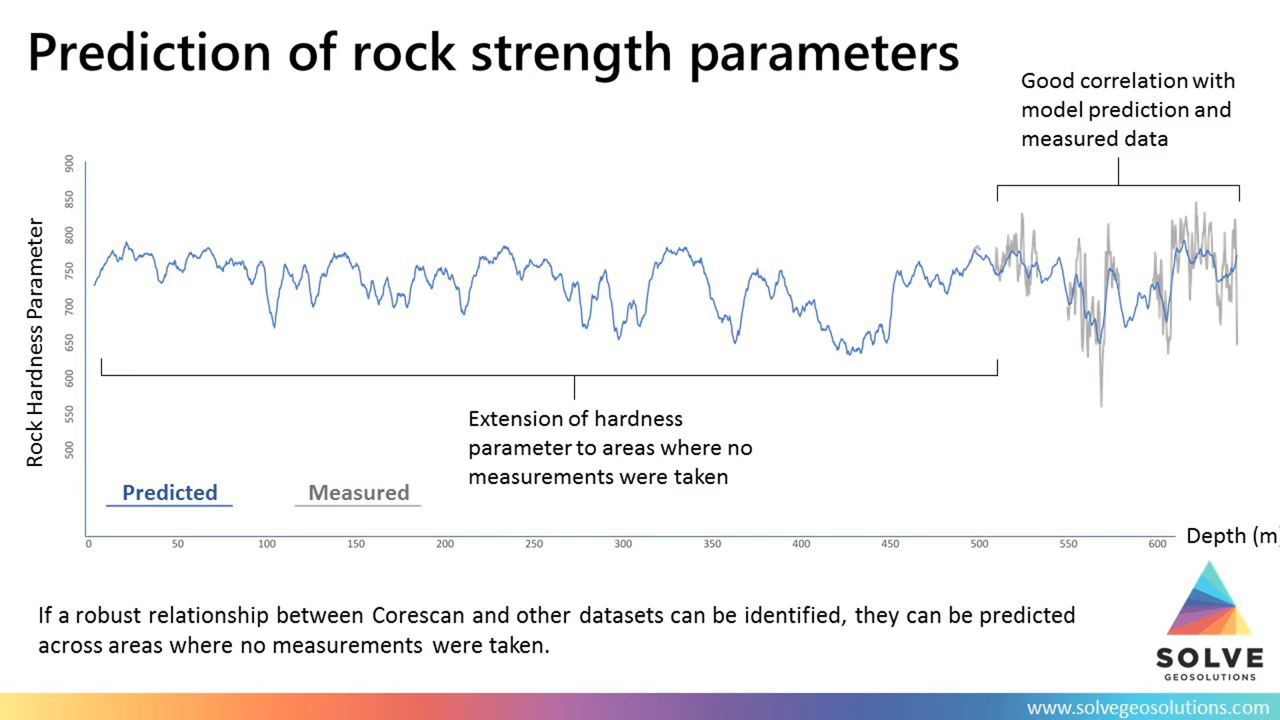 Prediction of rock strength parameters
Good correlation with
model prediction and
measured data
Rock Hardness Parameter
900
850
800
750
700
650
600
550
500
Extension of hardness
parameter to areas where no
measurements were taken
Predicted
Measured
0 50 100 150 200 250 300 350 400 450 500 550 600
Depth (m)
If a robust relationship between Corescan and other datasets can be identified, they can be predicted
across areas where no measurements were taken.
SOLVE
GEOSOLUTIONS
www.solvegeosolutions.com